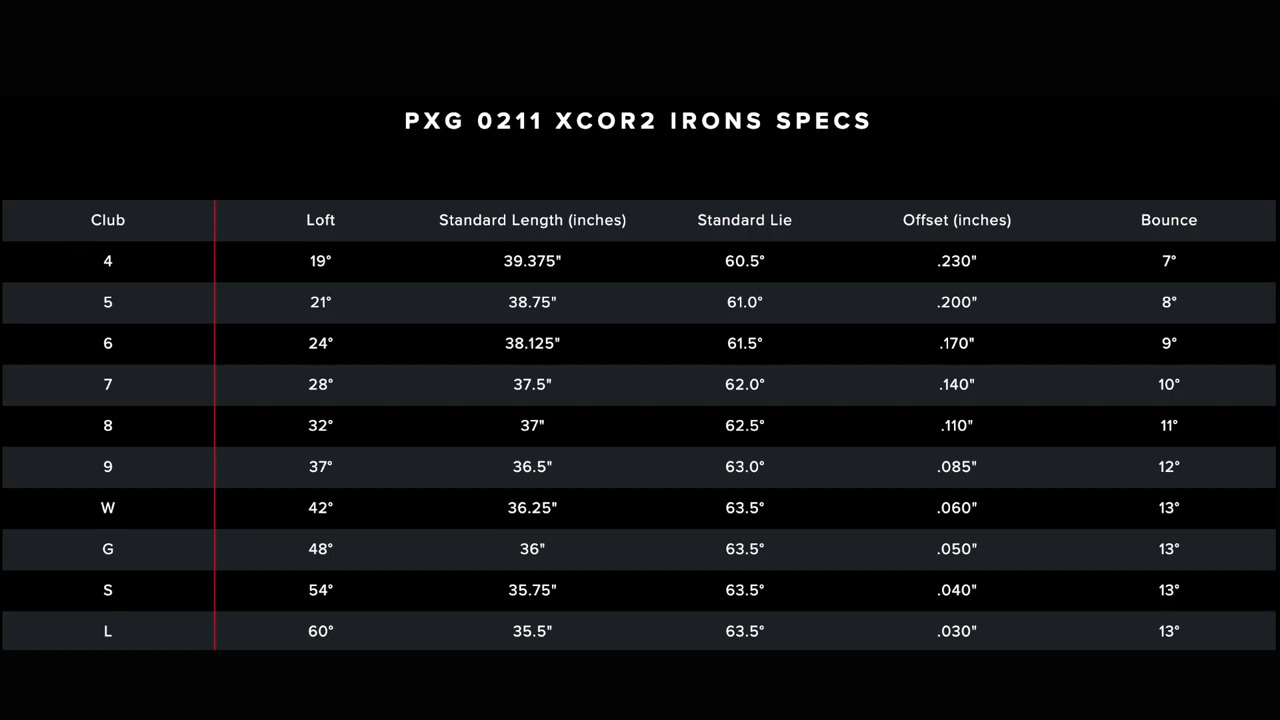 PXG 0211 XCOR2 IRONS SPECS
Club Loft Standard Length (inches) Standard Lie Offset (inches) Bounce
4 19° 39.375" 60.5° .230" 7°
5 21° 38.75" 61.0° .200" 8°
6 24° 38.125" 61.5° .170" 9°
7 28° 37.5" 62.0° .140" 10°
8 32° 37" 62.5° .110" 11°
9 37° 36.5" 63.0° .085" 12°
W 42° 36.25" 63.5° .060" 13°
G 48° 36" 63.5° .050" 13°
S 54° 35.75" 63.5° .040" 13°
L 60° 35.5" 63.5° .030" 13°